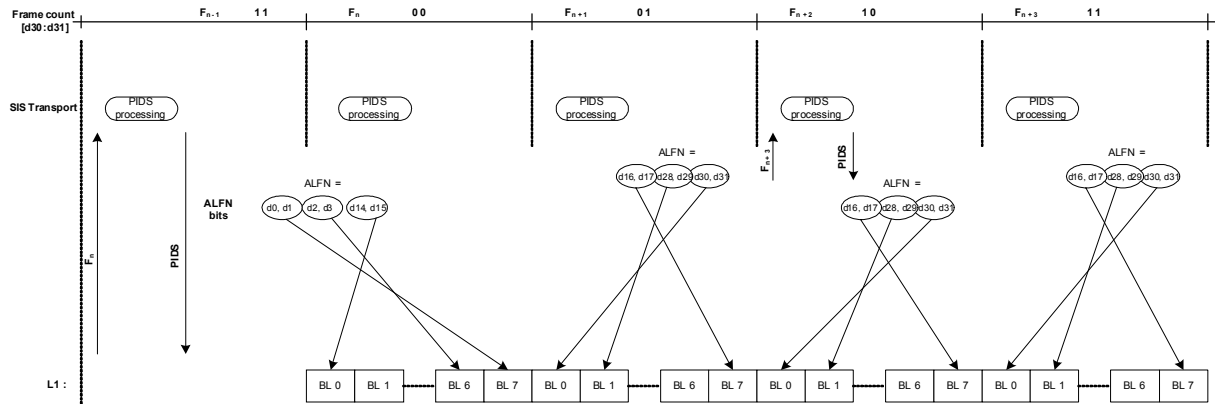 Frame count
[d30:d31]
Fn-1 11
Fn 00
Fn+1 01
Fn+2 10
Fn+3 11
SIS Transport
PIDS
processing
PIDS
processing
PIDS
processing
PIDS
processing
PIDS
processing
Fn
PIDS
ALFN
bits
ALFN =
d0, d1
d2, d3
d14, d15
ALFN =
d16, d17
d28, d29
d30, d31
Fn+3
PIDS
ALFN =
d16, d17
d28, d29
d30, d31
ALFN =
d16, d17
d28, d29
d30, d31
L1 :
BL 0 BL 1 BL 6 BL 7 BL 0 BL 1 BL 6 BL 7 BL 0 BL 1 BL 6 BL 7 BL 0 BL 1 BL 6 BL 7